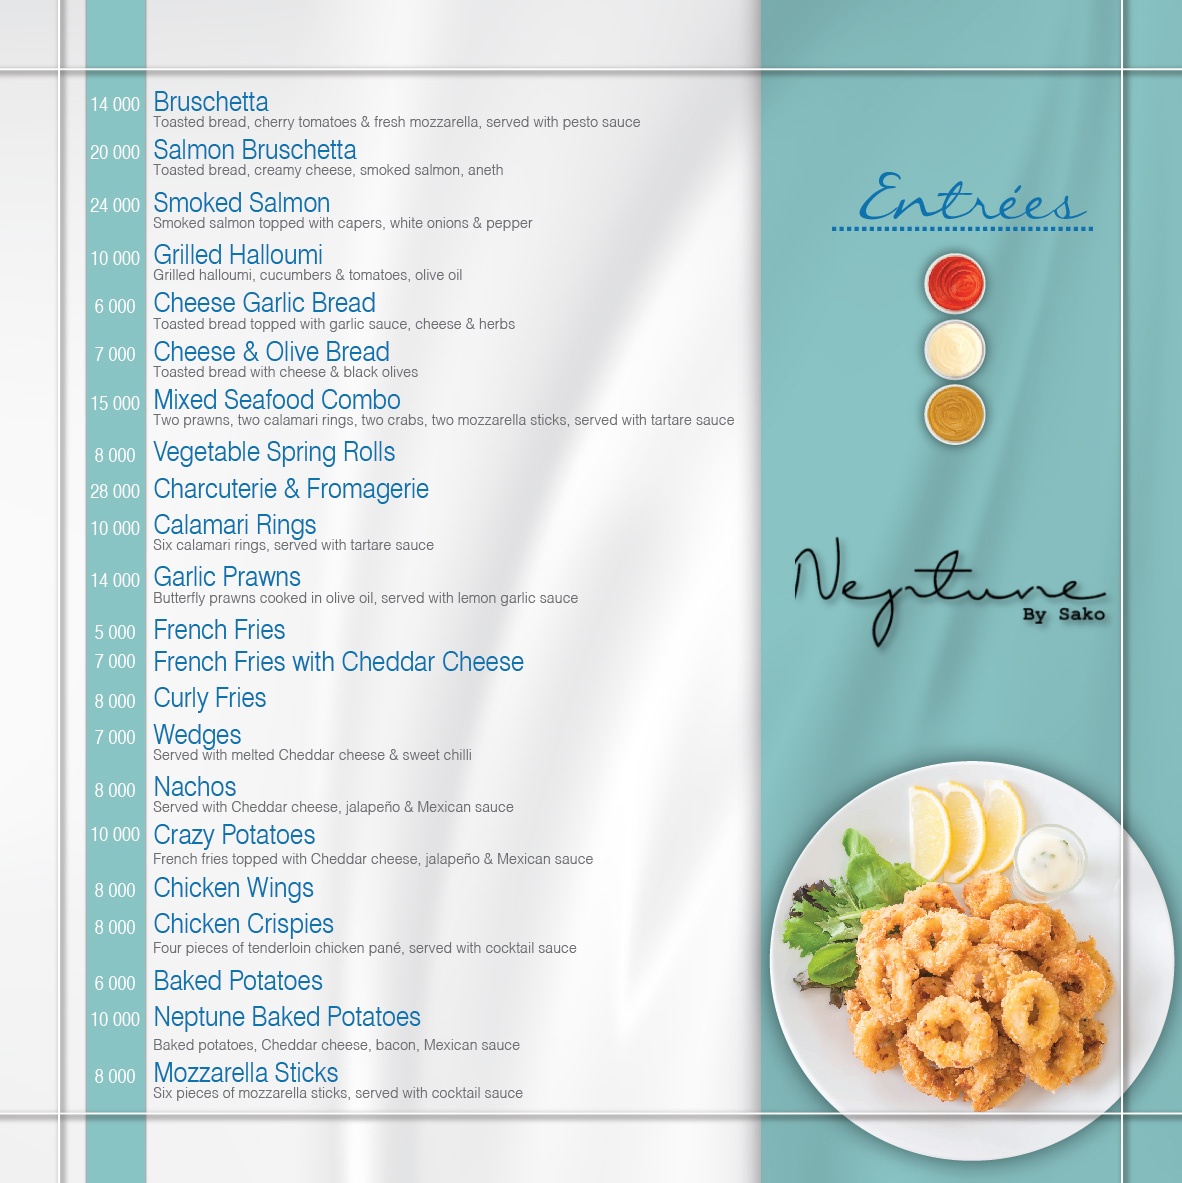 14 000 Bruschetta
Toasted bread, cherry tomatoes & fresh mozzarella, served with pesto sauce
20 000 Salmon Bruschetta
Toasted bread, creamy cheese, smoked salmon, aneth
24 000 Smoked Salmon
Smoked salmon topped with capers, white onions & pepper
10 000 Grilled Halloumi
Grilled halloumi, cucumbers & tomatoes, olive oil
6 000 Cheese Garlic Bread
Toasted bread topped with garlic sauce, cheese & herbs
7 000 Cheese & Olive Bread
Toasted bread with cheese & black olives
15 000 Mixed Seafood Combo
Two prawns, two calamari rings, two crabs, two mozzarella sticks, served with tartare sauce
8 000 Vegetable Spring Rolls
28 000 Charcuterie & Fromagerie
10 000 Calamari Rings
Six calamari rings, served with tartare sauce
14 000 Garlic Prawns
Butterfly prawns cooked in olive oil, served with lemon garlic sauce
5 000 French Fries
7 000 French Fries with Cheddar Cheese
8 000 Curly Fries
7 000 Wedges
Served with melted Cheddar cheese & sweet chilli
8 000 Nachos
Served with Cheddar cheese, jalapeño & Mexican sauce
10 000 Crazy Potatoes
French fries topped with Cheddar cheese, jalapeño & Mexican sauce
8 000 Chicken Wings
8 000 Chicken Crispies
Four pieces of tenderloin chicken pané, served with cocktail sauce
6 000 Baked Potatoes
10 000 Neptune Baked Potatoes
Baked potatoes, Cheddar cheese, bacon, Mexican sauce
8 000 Mozzarella Sticks
Six pieces of mozzarella sticks, served with cocktail sauce
Entrées
Neptune
By Sako